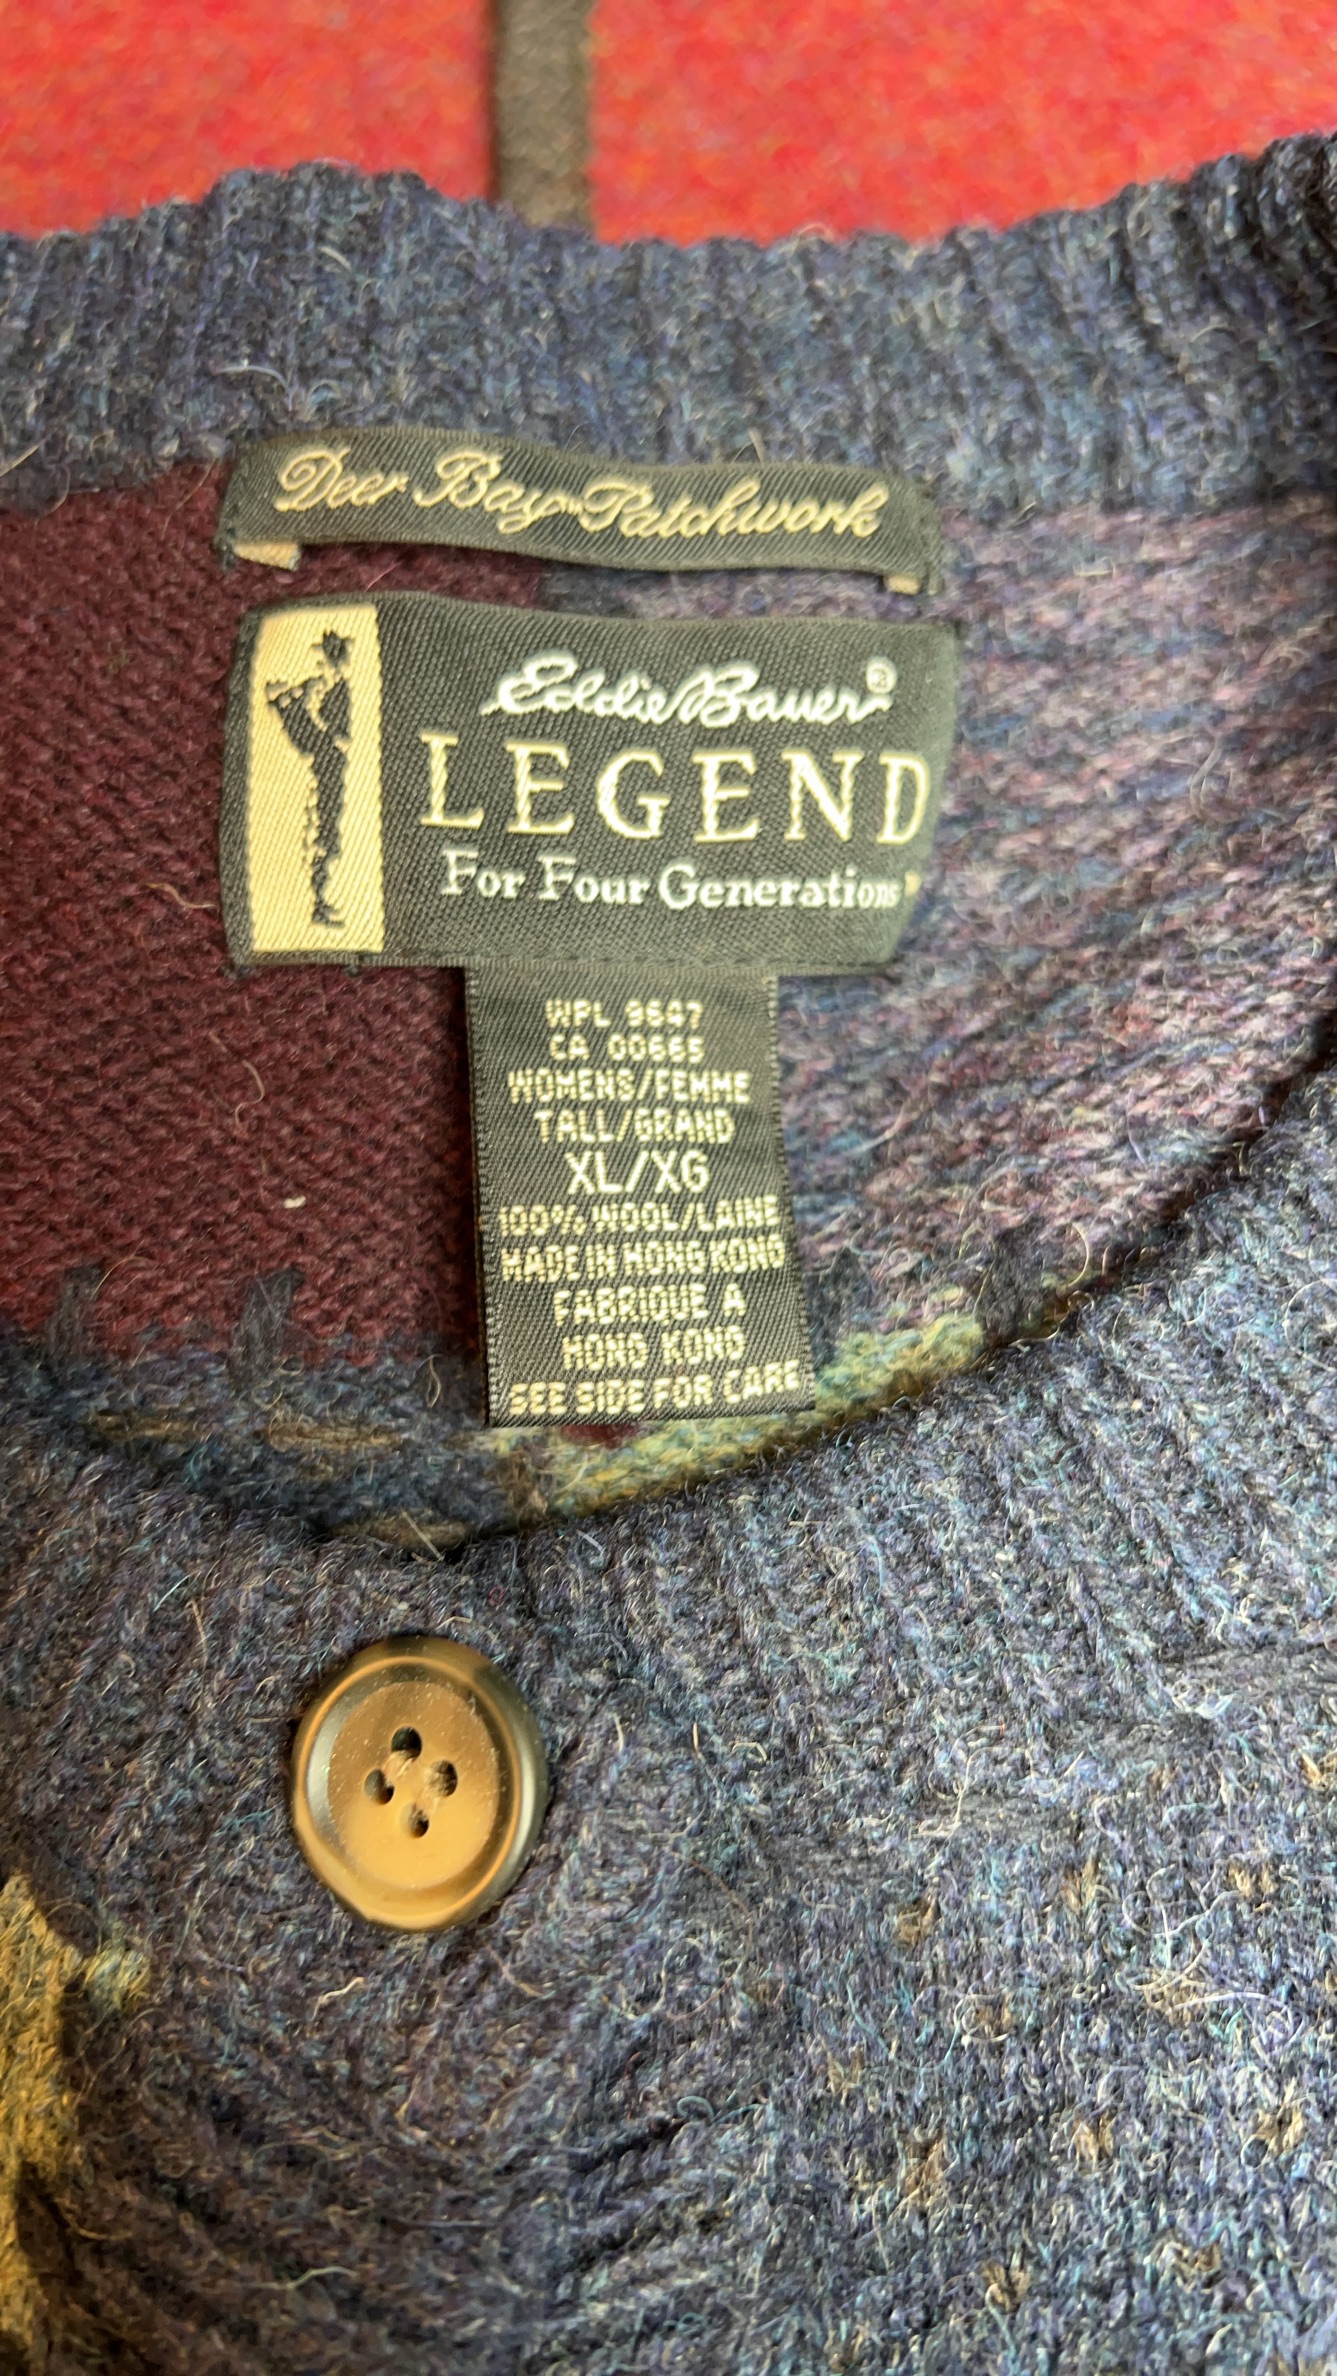 Deer Bay Patchwork
Eddie Bauer®
LEGEND
For Four Generations™
WPL 9647
CA 00665
WOMENS/FEMME
TALL/GRAND
XL/XG
100% WOOL/LAINE
MADE IN HONG KONG
FABRIQUE A
HONG KONG
SEE SIDE FOR CARE